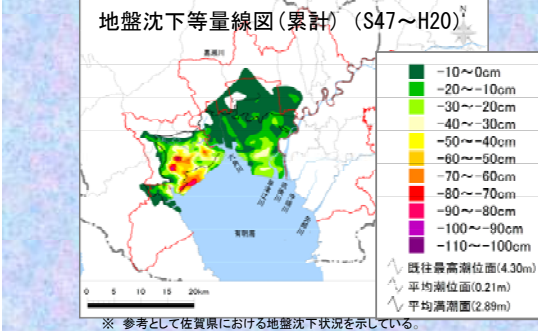 地盤沈下等量線図(累計) (S47～H20)
嘉瀬川
-10～0cm
-20～-10cm
-30～-20cm
-40～-30cm
-50～-40cm
-60～-50cm
-70～-60cm
-80～-70cm
-90～-80cm
-100～-90cm
-110～-100cm
既往最高潮位面(4.30m)
平均潮位面(0.21m)
平均満潮面(2.89m)
有明海
0 5 10 15 20km
※ 参考として佐賀県における地盤沈下状況を示している。